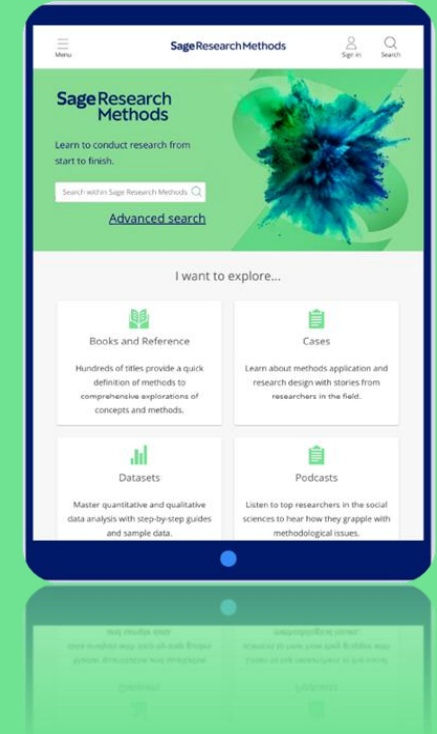 Menu
Sage Research Methods
Sign in
Search
Sage Research
Methods
Learn to conduct research from
start to finish.
Search within Sage Research Methods
Advanced search
I want to explore...
Books and Reference
Hundreds of titles provide a quick
definition of methods to
comprehensive explorations of
concepts and methods.
Cases
Learn about methods application and
research design with stories from
researchers in the field.
Datasets
Master quantitative and qualitative
data analysis with step-by-step guides
and sample data.
Podcasts
Listen to top researchers in the social
sciences to hear how they grapple with
methodological issues.